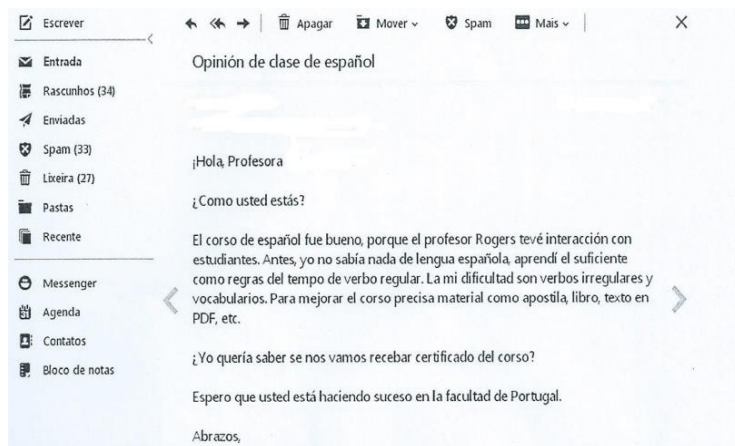 Escrever
Apagar Mover Spam Mais
Entrada
Rascunhos (34)
Enviadas
Spam (33)
Lixeira (27)
Pastas
Recente
Messenger
Agenda
Contatos
Bloco de notas
Opinión de clase de español
¡Hola, Profesora
¿Como usted estás?
El corso de español fue bueno, porque el profesor Rogers tevé interacción con
estudiantes. Antes, yo no sabía nada de lengua española, aprendí el suficiente
como regras del tempo de verbo regular. La mi dificultad son verbos irregulares y
vocabularios. Para mejorar el corso precisa material como apostila, libro, texto en
PDF, etc.
¿Yo quería saber se nos vamos recebar certificado del corso?
Espero que usted está haciendo suceso en la facultad de Portugal.
Abrazos,